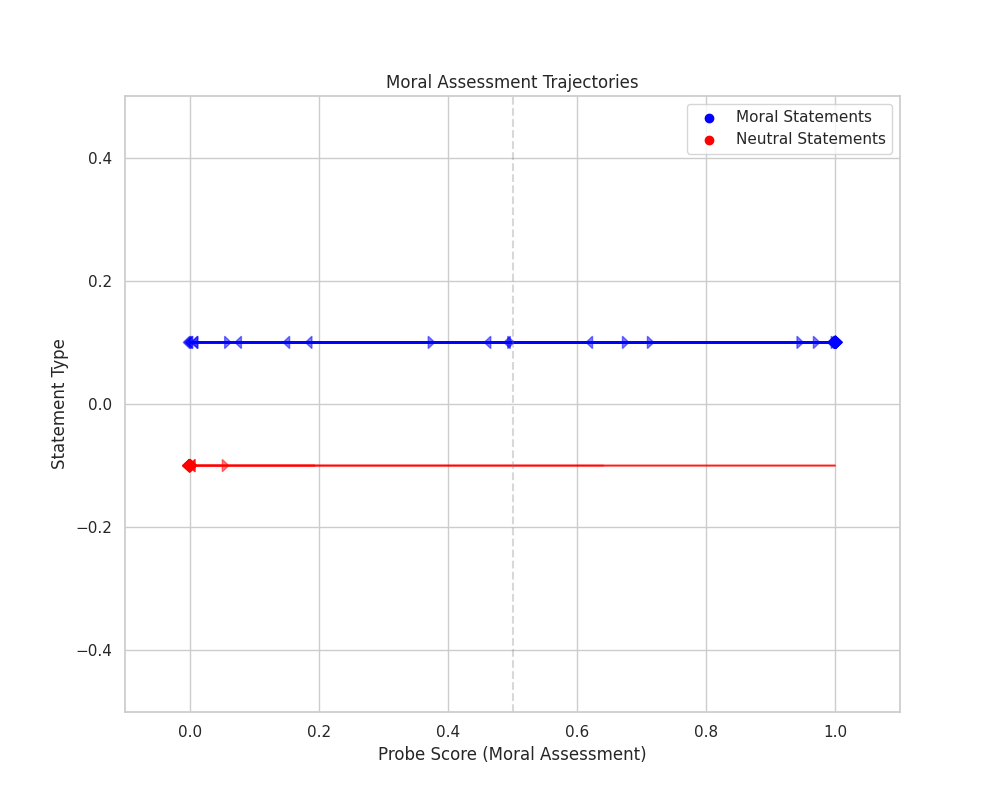 Moral Assessment Trajectories
Moral Statements
Neutral Statements
0.4
0.2
0.0
−0.2
−0.4
Statement Type
0.0 0.2 0.4 0.6 0.8 1.0
Probe Score (Moral Assessment)